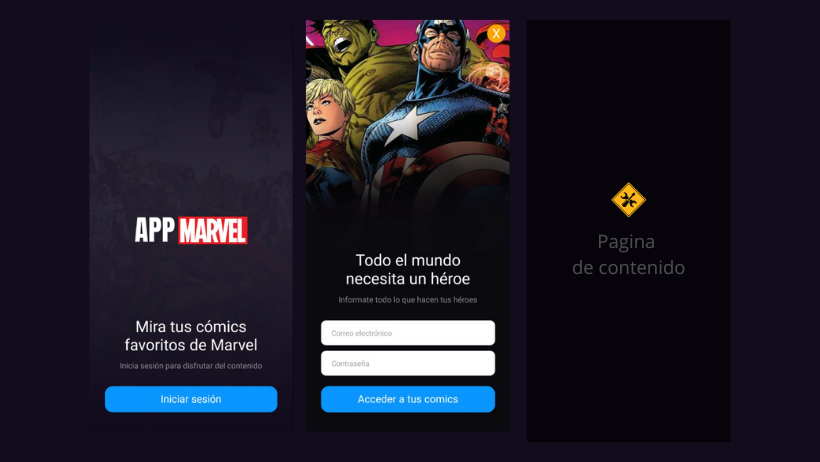 APP MARVEL
Mira tus cómics
favoritos de Marvel
Inicia sesión para disfrutar del contenido
Iniciar sesión
X
A
Todo el mundo
necesita un héroe
Informate todo lo que hacen tus héroes
Correo electrónico
Contraseña
Acceder a tus comics
Pagina
de contenido